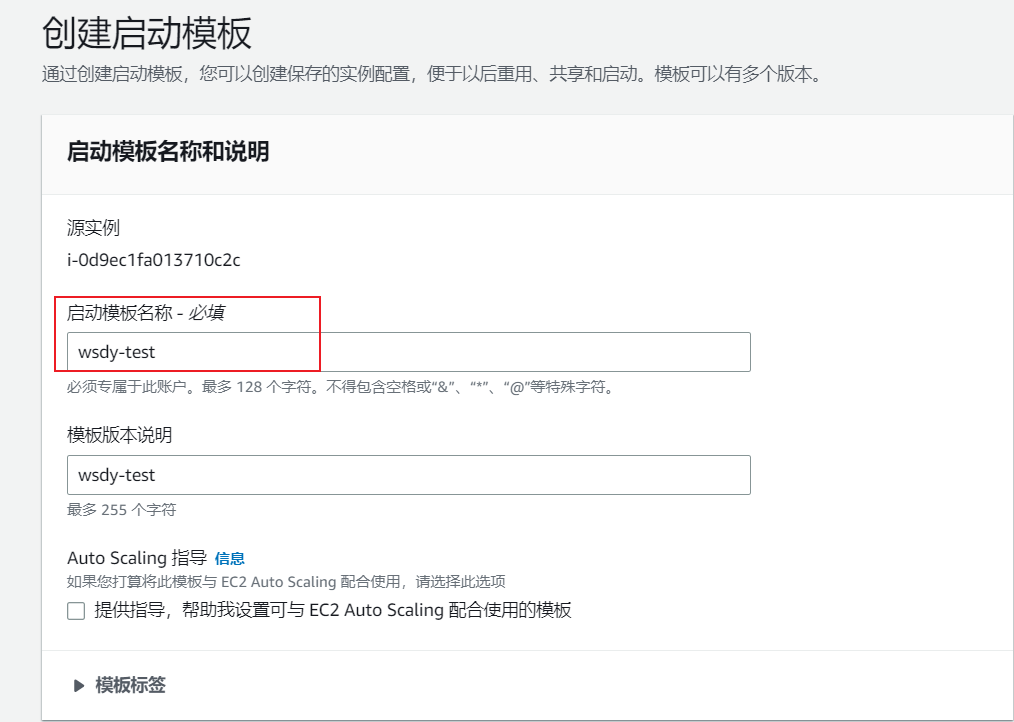 创建启动模板
通过创建启动模板，您可以创建保存的实例配置，便于以后重用、共享和启动。模板可以有多个版本。
启动模板名称和说明
源实例
i-0d9ec1fa013710c2c
启动模板名称 - 必填
wsdy-test
必须专属于此账户。最多 128 个字符。不得包含空格或“&”、“*”、“@”等特殊字符。
模板版本说明
wsdy-test
最多 255 个字符
Auto Scaling 指导 信息
如果您打算将此模板与 EC2 Auto Scaling 配合使用，请选择此选项
提供指导，帮助我设置可与 EC2 Auto Scaling 配合使用的模板
模板标签